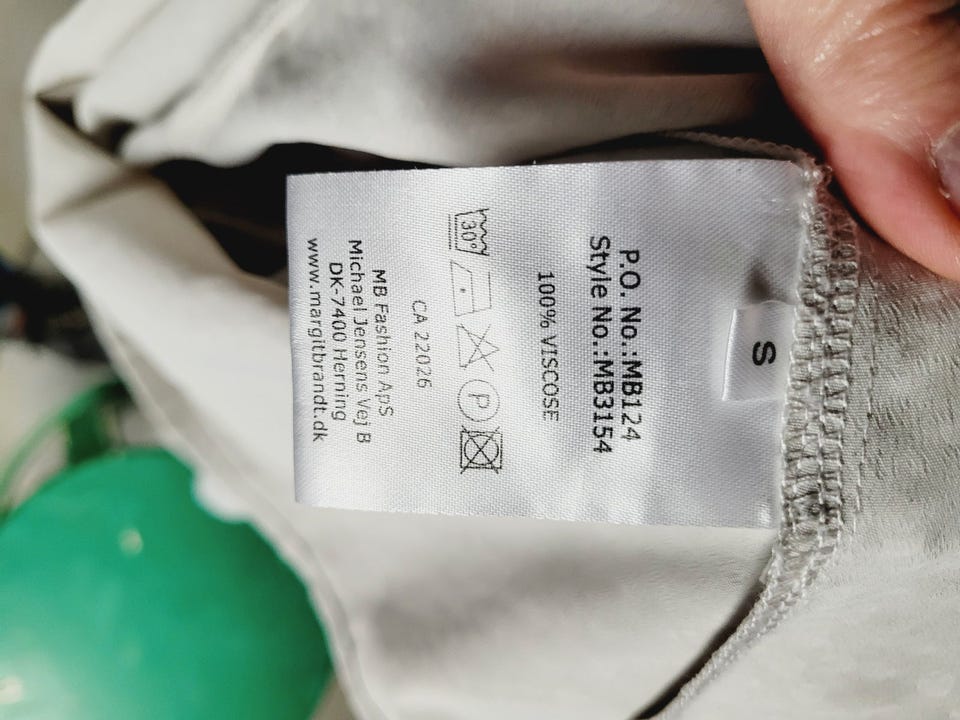 S
P.O. No.:MB124
Style No.:MB3154
100% VISCOSE
30°
P
CA 22026
MB Fashion ApS
Michael Jensens Vej B
DK-7400 Herning
www.margitbrandt.dk